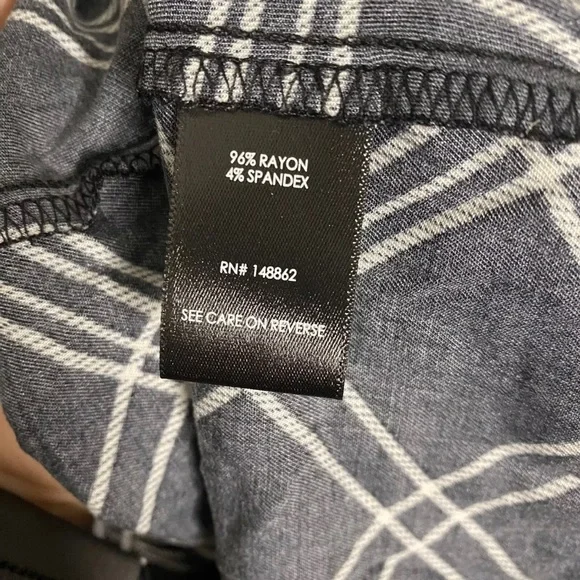 96% RAYON
4% SPANDEX
RN# 148862
SEE CARE ON REVERSE